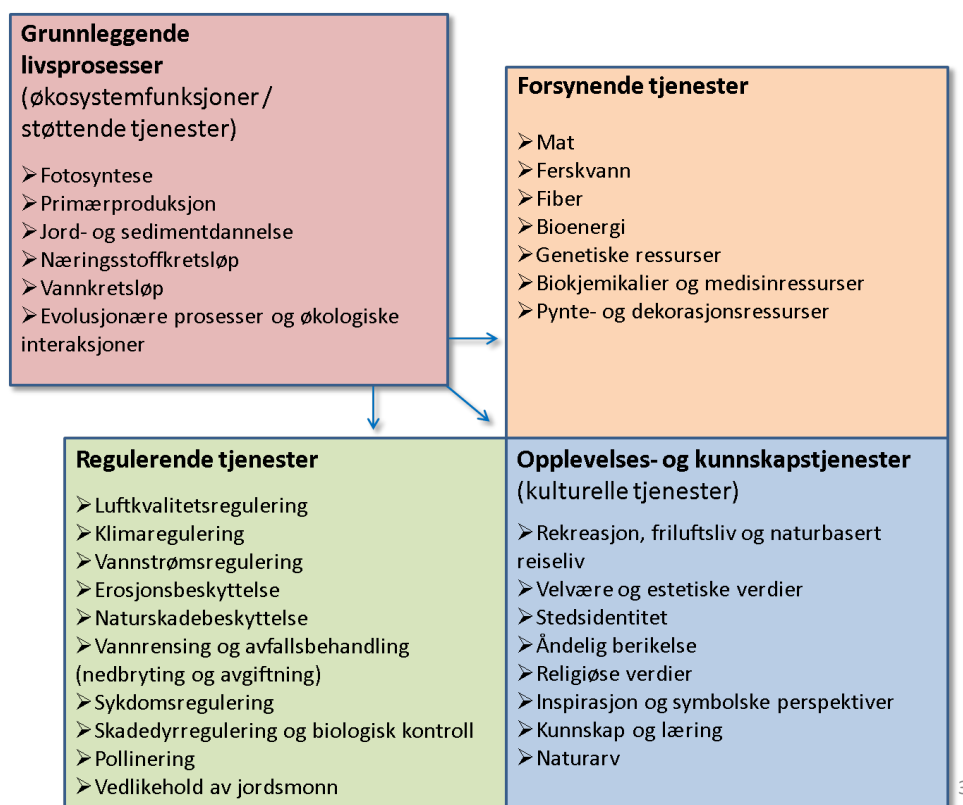 Grunnleggende
livsprosesser
(økosystemfunksjoner /
støttende tjenester)
➢Fotosyntese
➢Primærproduksjon
➢Jord- og sedimentdannelse
➢Næringsstoffkretsløp
➢Vannkretsløp
➢Evolusjonære prosesser og økologiske
interaksjoner
Forsynende tjenester
➢Mat
➢Ferskvann
➢Fiber
➢Bioenergi
➢Genetiske ressurser
➢Biokjemikalier og medisinressurser
➢Pynte- og dekorasjonsressurser
Regulerende tjenester
➢Luftkvalitetsregulering
➢Klimaregulering
➢Vannstrømsregulering
➢Erosjonsbeskyttelse
➢Naturskadebeskyttelse
➢Vannrensing og avfallsbehandling
(nedbryting og avgiftning)
➢Sykdomsregulering
➢Skadedyrregulering og biologisk kontroll
➢Pollinering
➢Vedlikehold av jordsmonn
Opplevelses- og kunnskapstjenester
(kulturelle tjenester)
➢Rekreasjon, friluftsliv og naturbasert
reiseliv
➢Velvære og estetiske verdier
➢Stedsidentitet
➢Åndelig berikelse
➢Religiøse verdier
➢Inspirasjon og symbolske perspektiver
➢Kunnskap og læring
➢Naturarv